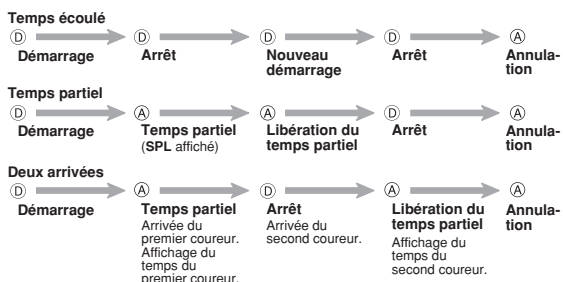 Temps écoulé
Ⓓ Ⓓ Ⓓ Ⓓ Ⓐ
Démarrage Arrêt Nouveau démarrage Arrêt Annula-tion
Temps partiel
Ⓓ Ⓐ Ⓐ Ⓓ Ⓐ
Démarrage Temps partiel Libération du temps partiel Arrêt Annula-tion
(SPL affiché)
Deux arrivées
Ⓓ Ⓐ Ⓓ Ⓐ Ⓐ
Démarrage Temps partiel Arrêt Libération du temps partiel Annula-tion
Arrivée du
premier coureur.
Affichage du
temps du
premier coureur.
Arrivée du
second coureur.
Affichage du
temps du
second coureur.